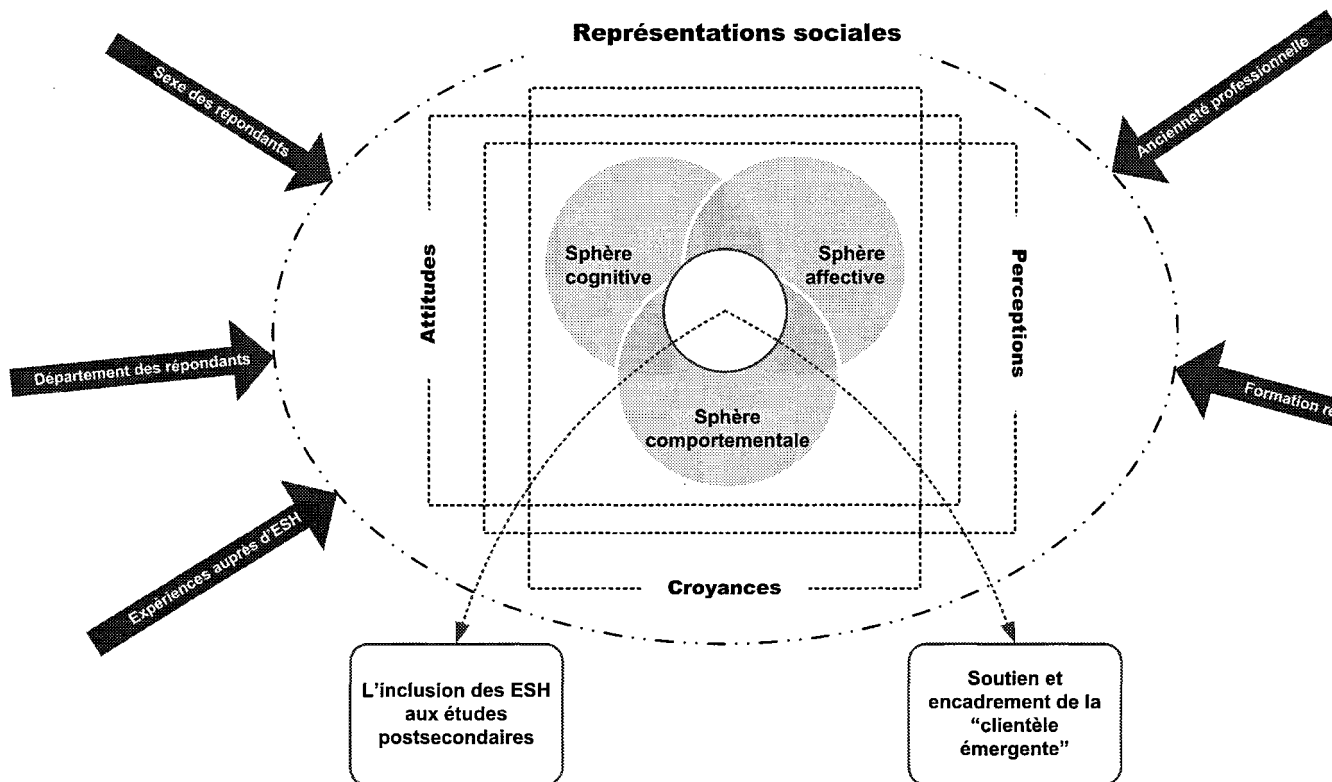 Représentations sociales
Sexe des répondants
Ancienneté professionnelle
Attitudes
Sphère
cognitive
Sphère
affective
Perceptions
Département des répondants
Formation
Sphère
comportementale
Expériences auprès d'ESH
Croyances
L'inclusion des ESH
aux études
postsecondaires
Soutien et
encadrement de la
“clientèle
émergente”